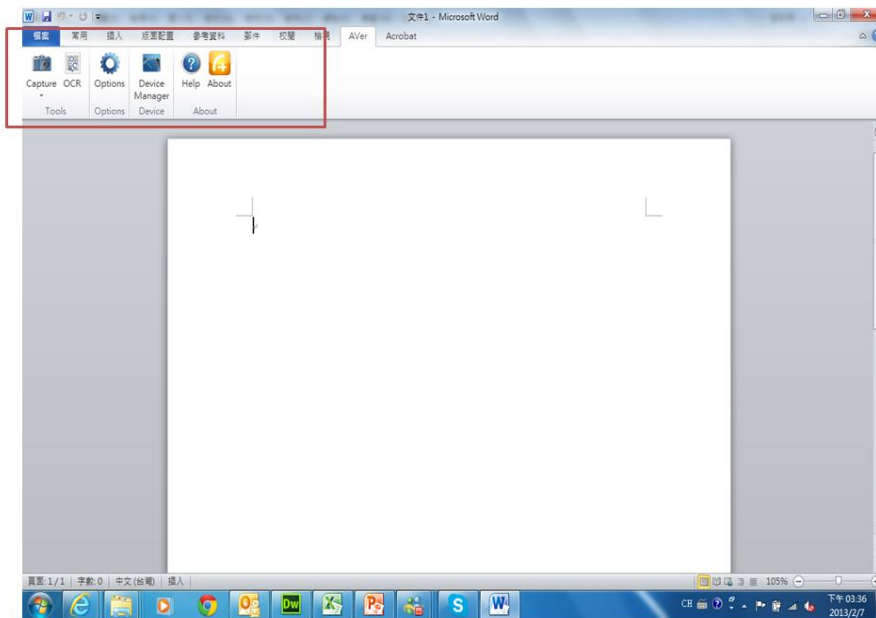 文件1 - Microsoft Word
檔案 常用 插入 版面配置 參考資料 郵件 校閱 檢視 AVer Acrobat
Capture OCR Options Device Manager Help About
Tools Options Device About
頁面: 1/1 字數: 0 中文(台灣) 插入 105%
CH 下午 03:36
2013/2/7